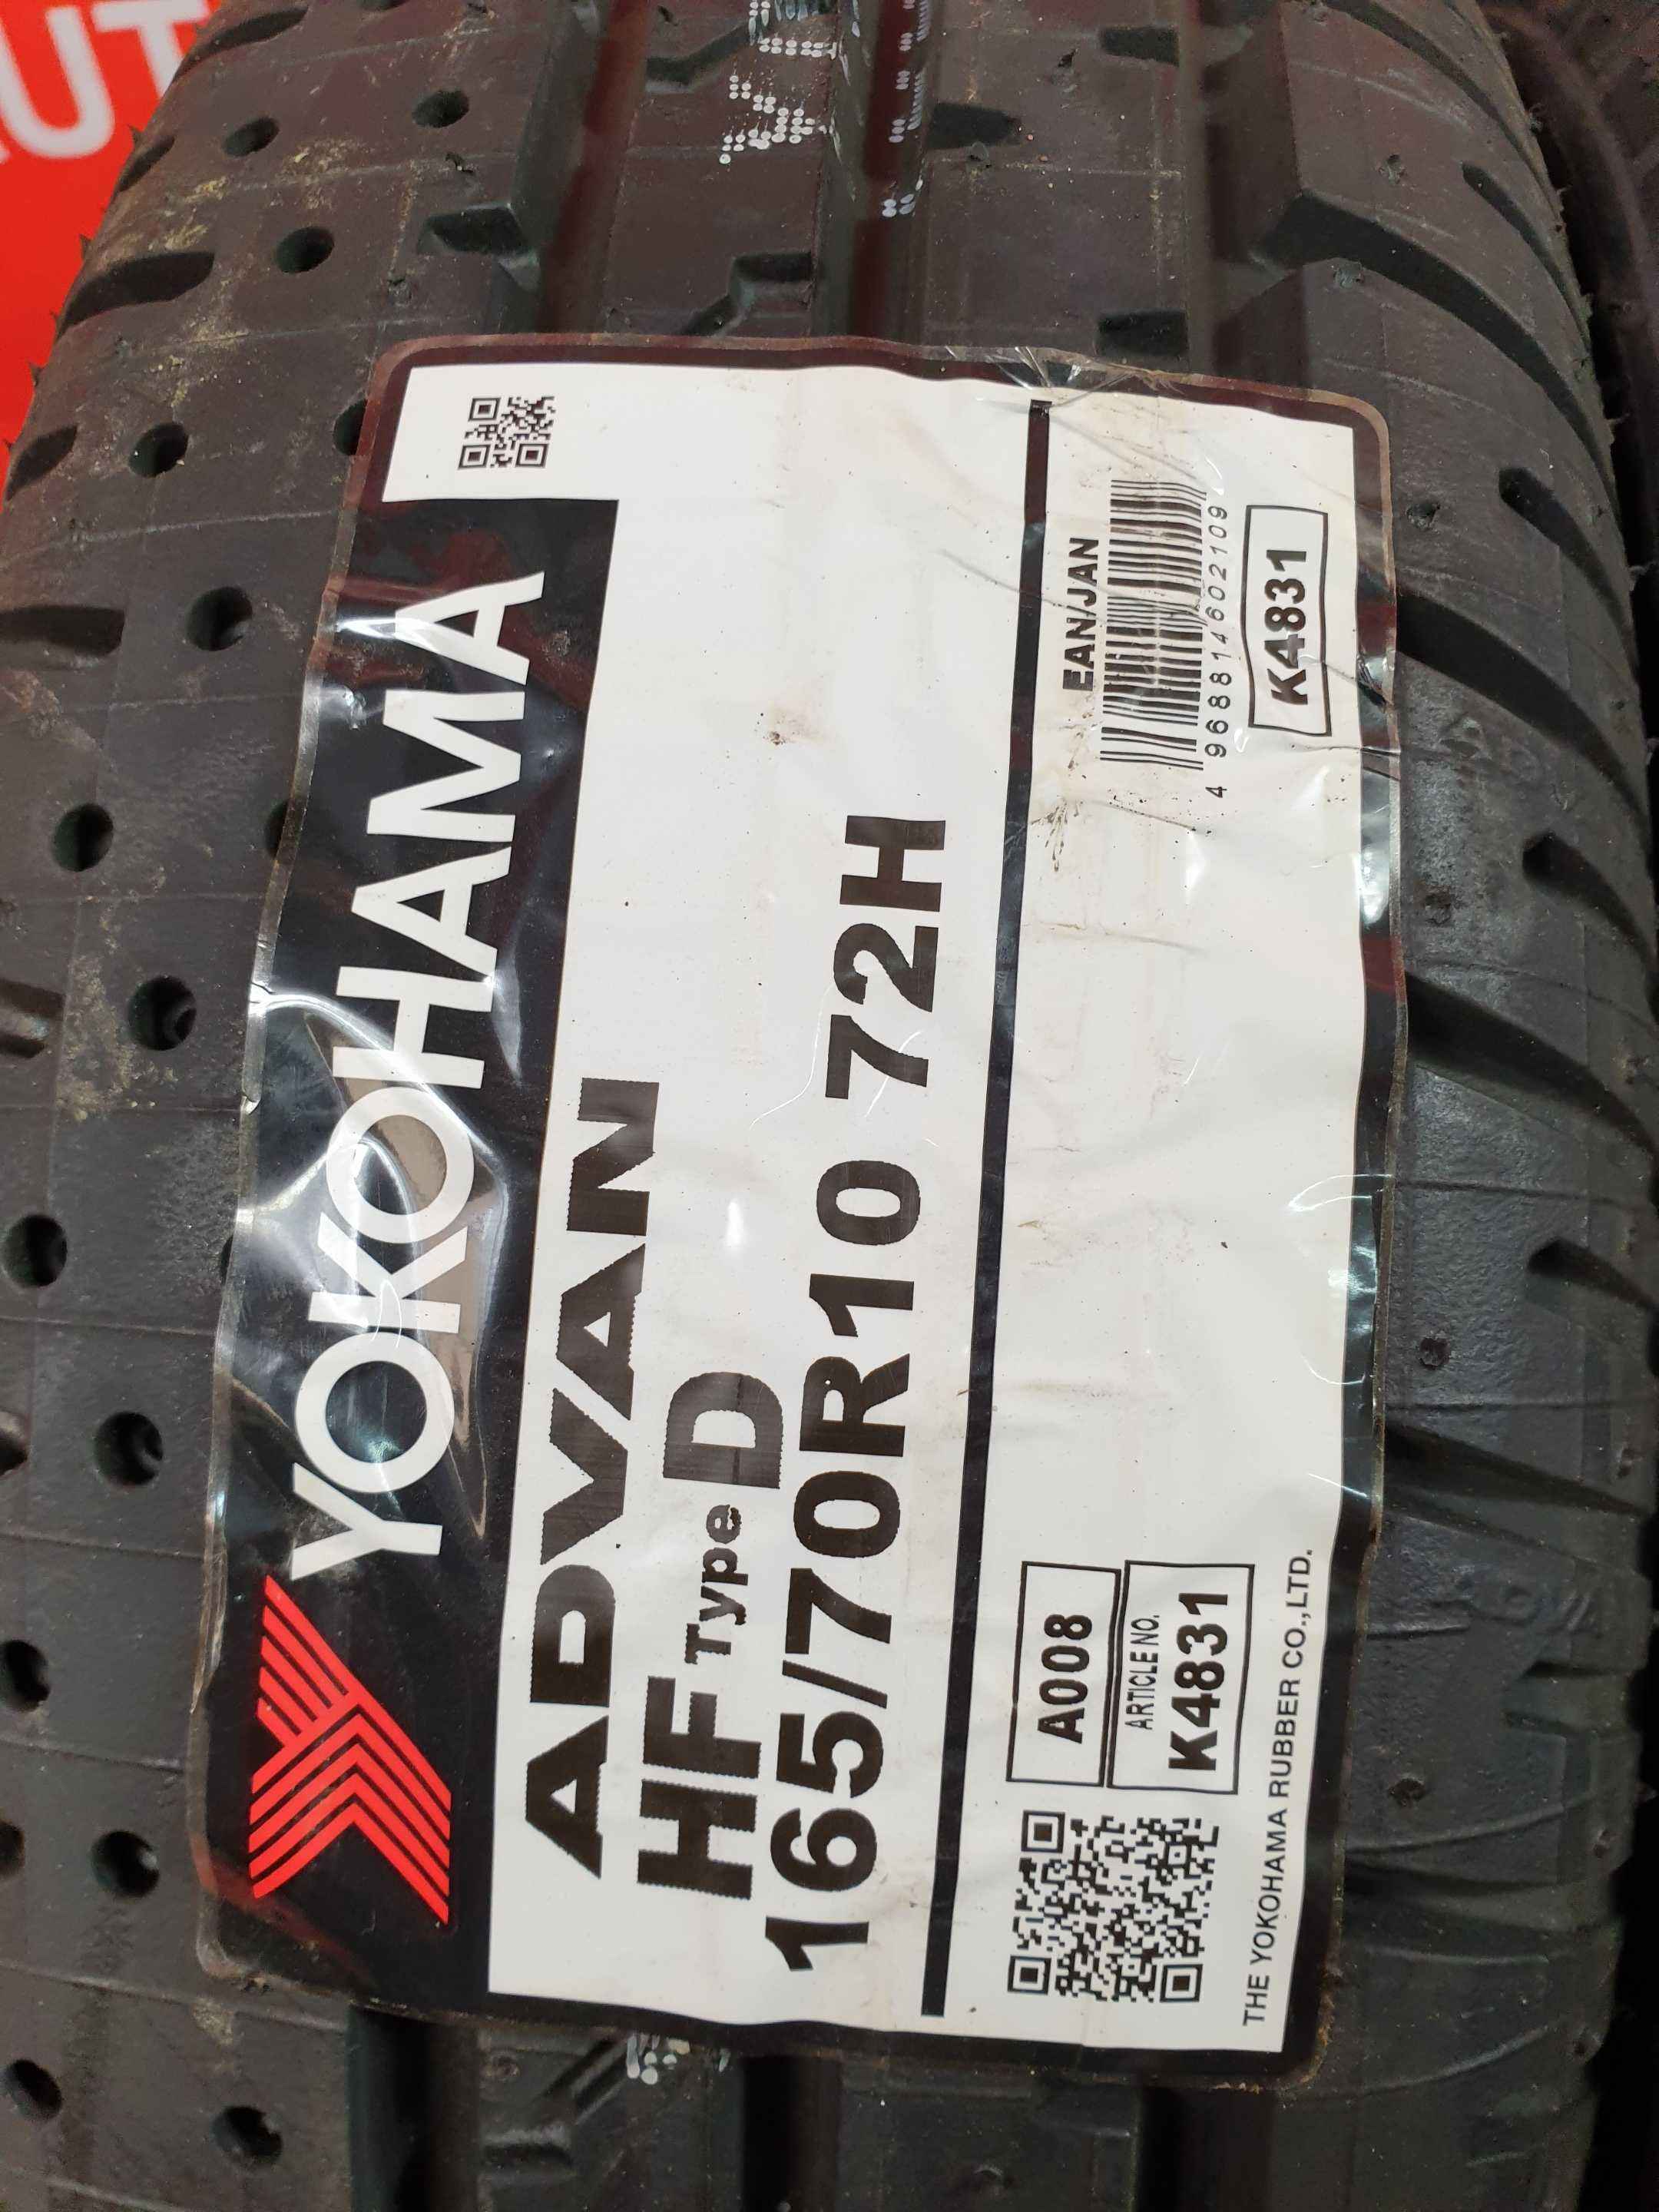 YOKOHAMA
ADVAN
HF Type D
165/70R10 72H
A008
ARTICLE NO.
K4831
EAN/JAN
4 968814 602109
K4831
THE YOKOHAMA RUBBER CO.,LTD.
UT